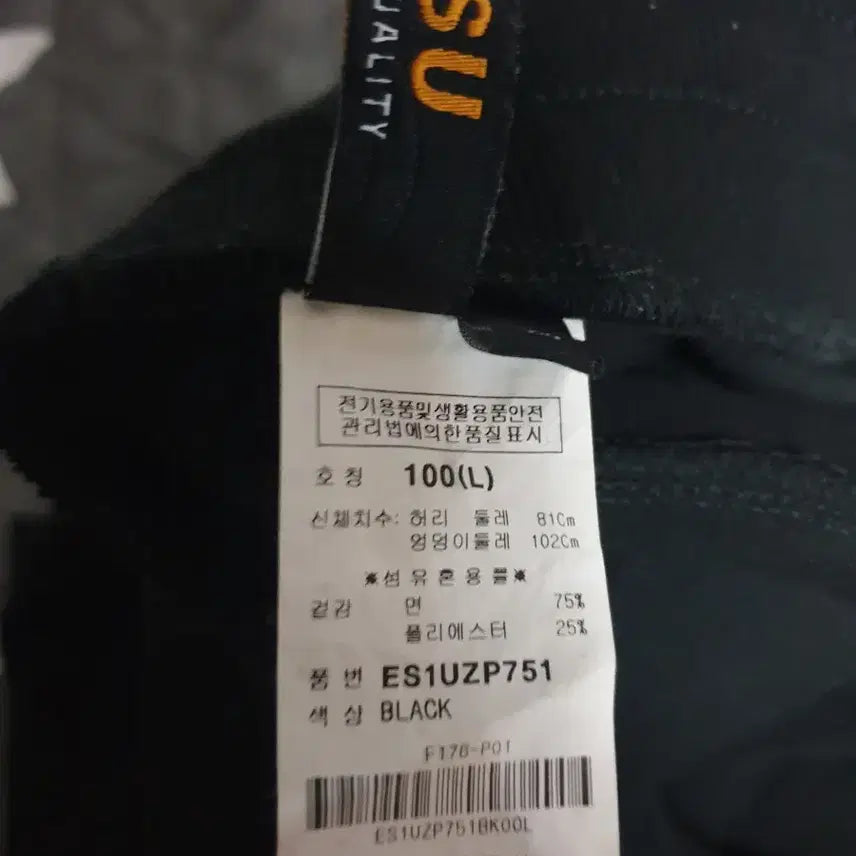 SU
UALITY
전기용품및생활용품안전
관리법에의한품질표시
호 칭 100(L)
신체치수: 허리 둘레 81Cm
엉덩이둘레 102Cm
※섬 유 혼 용 률※
겉감 면 75%
폴리에스터 25%
품 번 ES1UZP751
색 상 BLACK
F176-P01
ES1UZP751BK00L